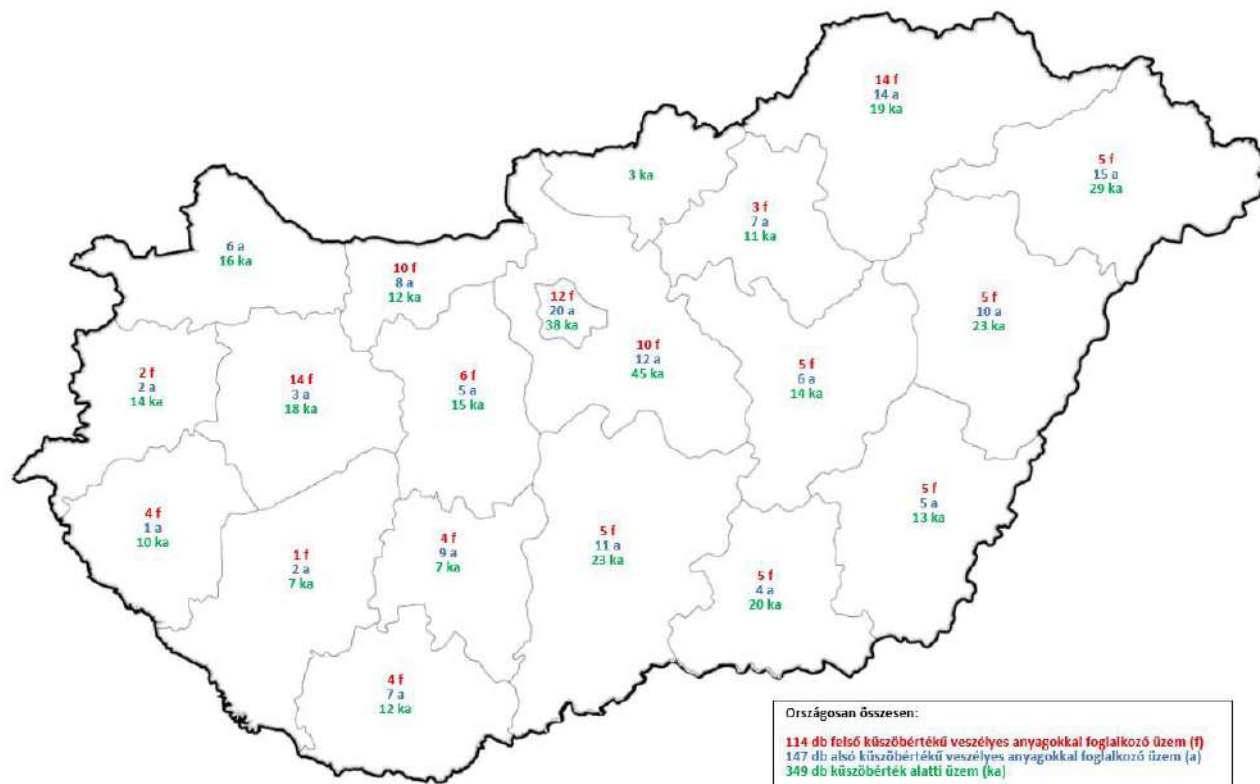 14 f
14 a
19 ka
5 f
15 a
29 ka
3 ka
3 f
7 a
11 ka
6 a
16 ka
10 f
8 a
12 ka
12 f
20 a
38 ka
5 f
10 a
23 ka
10 f
12 a
45 ka
5 f
6 a
14 ka
2 f
2 a
14 ka
14 f
3 a
18 ka
6 f
5 a
15 ka
5 f
5 a
13 ka
4 f
1 a
10 ka
1 f
2 a
7 ka
4 f
9 a
7 ka
5 f
11 a
23 ka
5 f
4 a
20 ka
4 f
7 a
12 ka
Országosan összesen:
114 db felső küszöbértékű veszélyes anyagokkal foglalkozó üzem (f)
147 db alsó küszöbértékű veszélyes anyagokkal foglalkozó üzem (a)
349 db küszöbérték alatti üzem (ka)